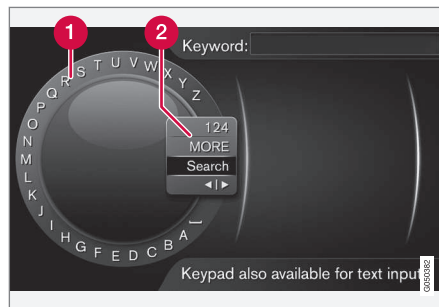 1
2
Keyword:
A B C D E F G H I J K L M N O P Q R S T U V W X Y Z
124
MORE
Search
◄|►
Keypad also available for text input
G050382